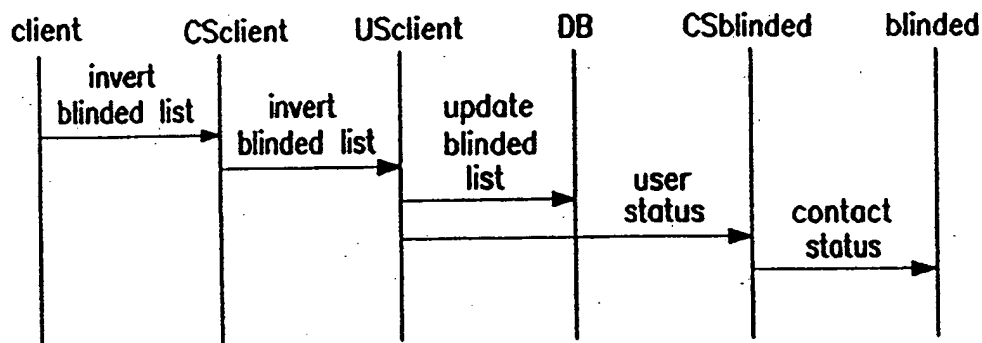 client CSclient USclient DB CSblinded blinded
invert
blinded list
invert
blinded list
update
blinded
list
user
status
contact
status